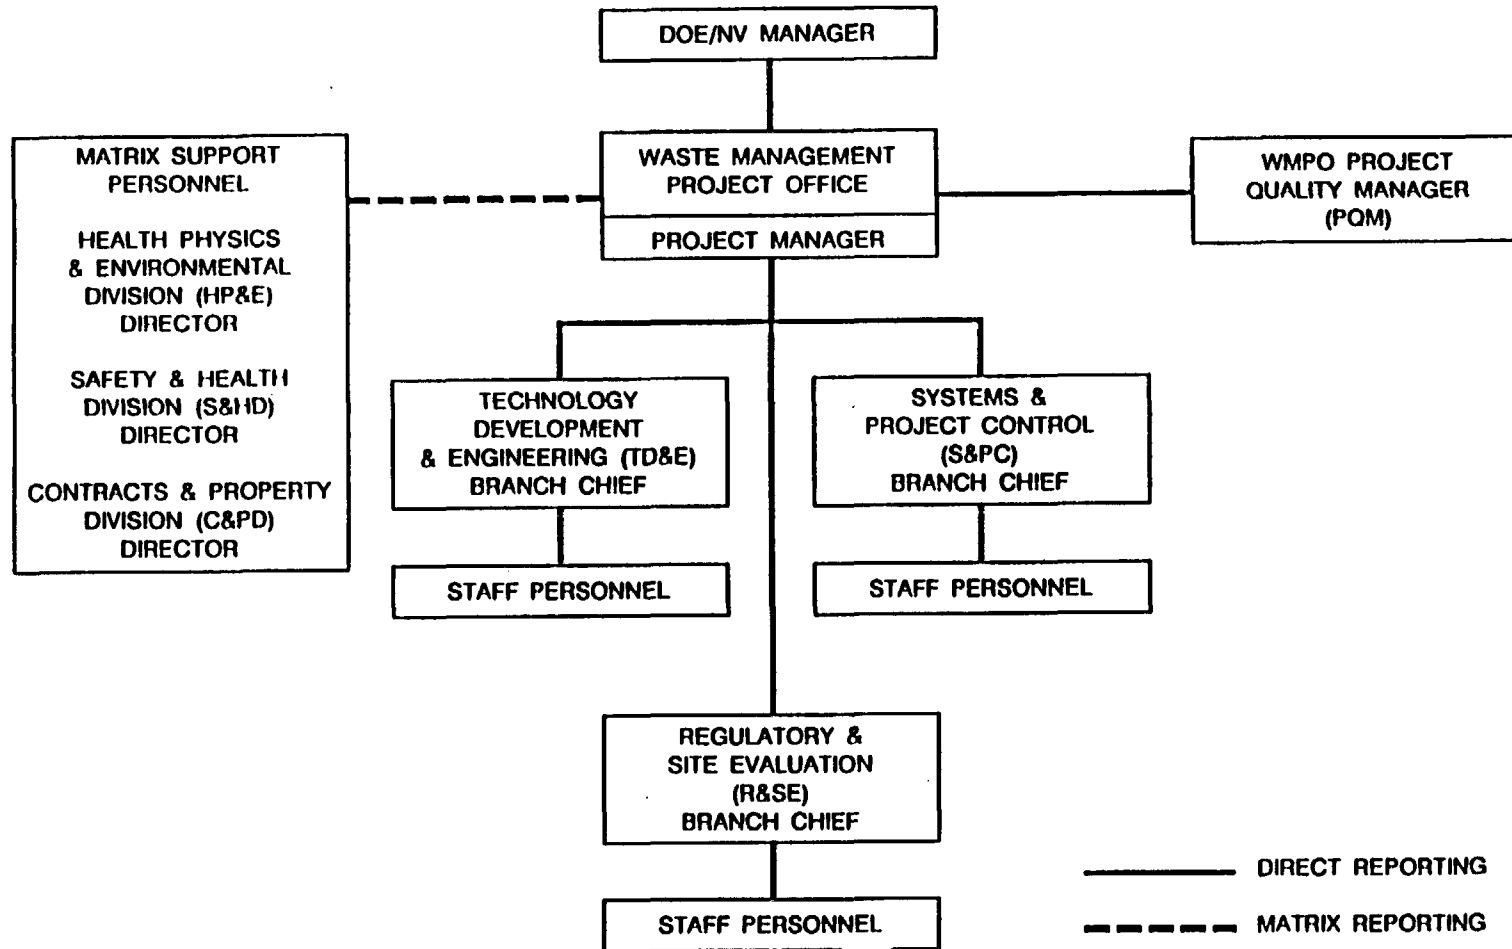 DOE/NV MANAGER
MATRIX SUPPORT
PERSONNEL
HEALTH PHYSICS
& ENVIRONMENTAL
DIVISION (HP&E)
DIRECTOR
SAFETY & HEALTH
DIVISION (S&HD)
DIRECTOR
CONTRACTS & PROPERTY
DIVISION (C&PD)
DIRECTOR
WASTE MANAGEMENT
PROJECT OFFICE
PROJECT MANAGER
WMPO PROJECT
QUALITY MANAGER
(PQM)
TECHNOLOGY
DEVELOPMENT
& ENGINEERING (TD&E)
BRANCH CHIEF
STAFF PERSONNEL
SYSTEMS &
PROJECT CONTROL
(S&PC)
BRANCH CHIEF
STAFF PERSONNEL
REGULATORY &
SITE EVALUATION
(R&SE)
BRANCH CHIEF
STAFF PERSONNEL
DIRECT REPORTING
MATRIX REPORTING